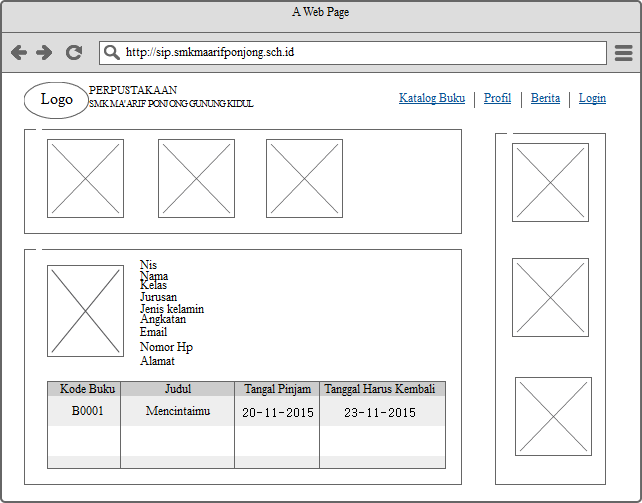 A Web Page
http://sip.smkmaarifponjong.sch.id
Logo
PERPUSTAKAAN
SMK MA'ARIF PONJONG GUNUNG KIDUL
Katalog Buku | Profil | Berita | Login
Nis
Nama
Kelas
Jurusan
Jenis kelamin
Angkatan
Email
Nomor Hp
Alamat
Kode Buku Judul Tangal Pinjam Tanggal Harus Kembali
B0001 Mencintaimu 20-11-2015 23-11-2015